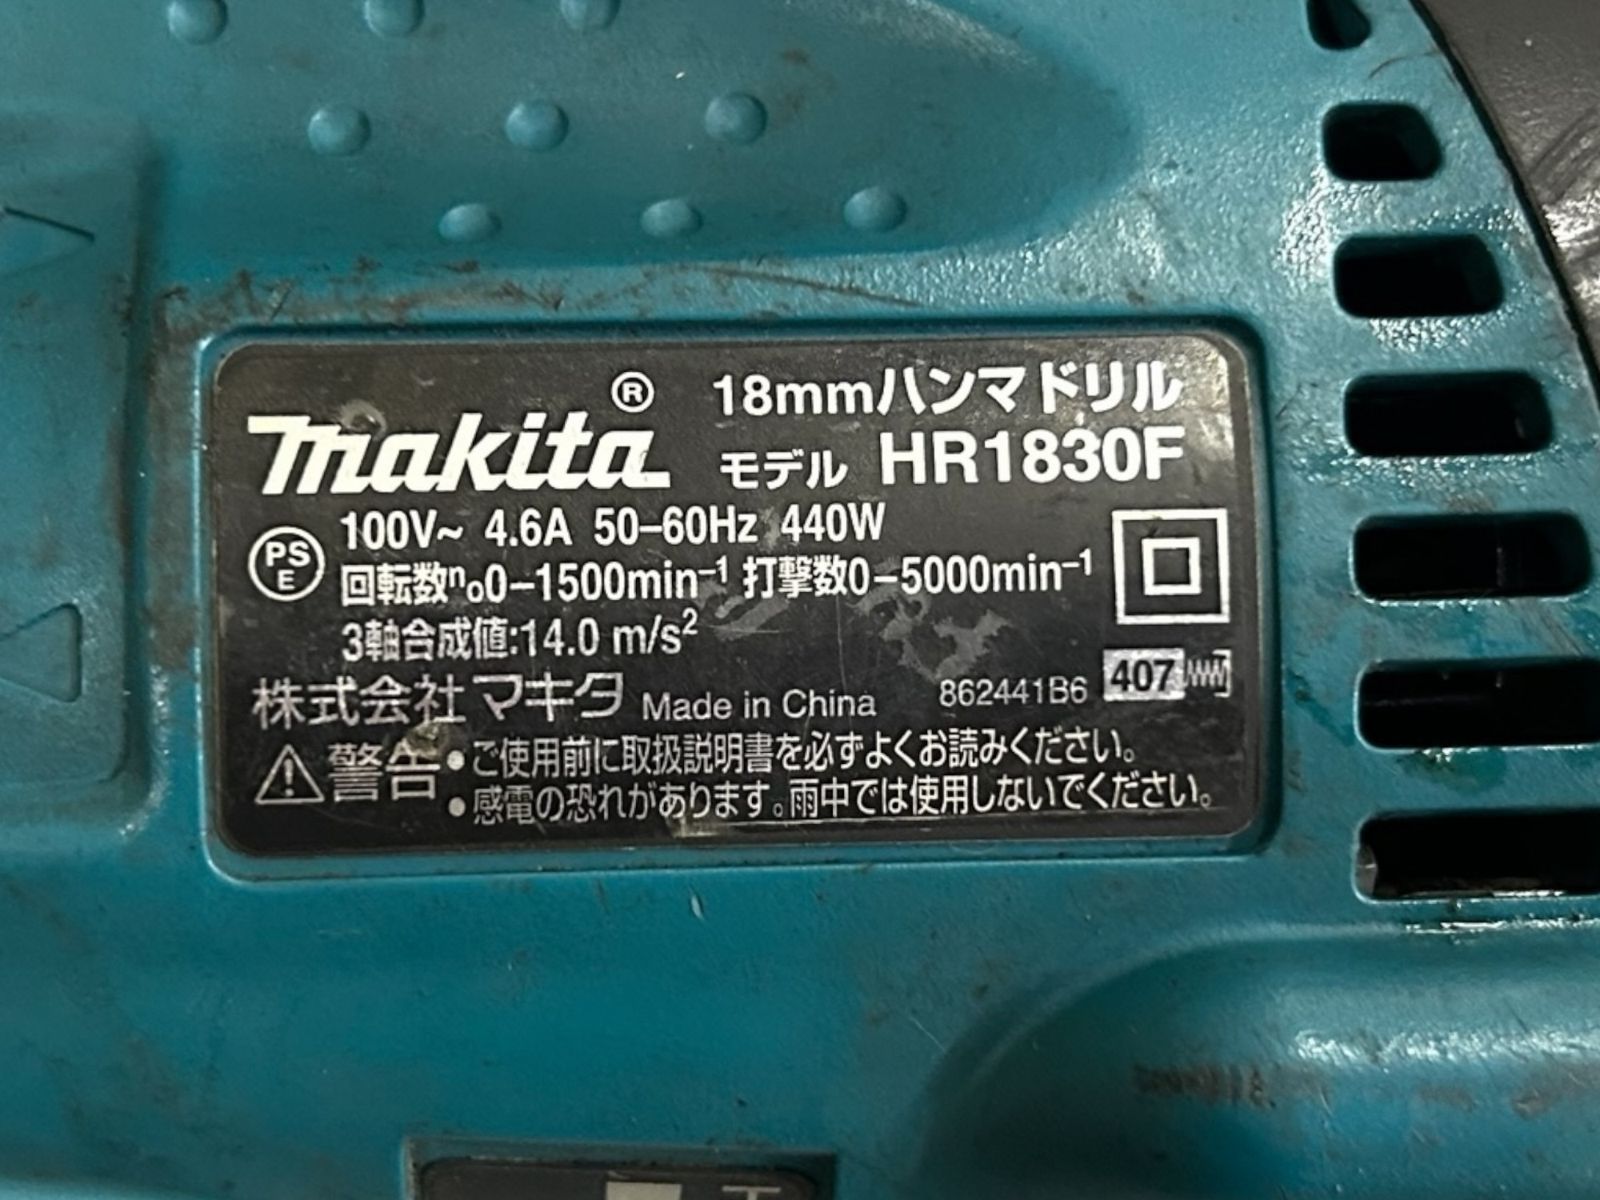 makita® 18mmハンマドリル
モデル HR1830F
PS E
100V~ 4.6A 50-60Hz 440W
回転数n₀0-1500min⁻¹ 打撃数0-5000min⁻¹
3軸合成値:14.0 m/s²
株式会社マキタ Made in China 862441B6 407
⚠警告 •ご使用前に取扱説明書を必ずよくお読みください。
•感電の恐れがあります。雨中では使用しないでください。